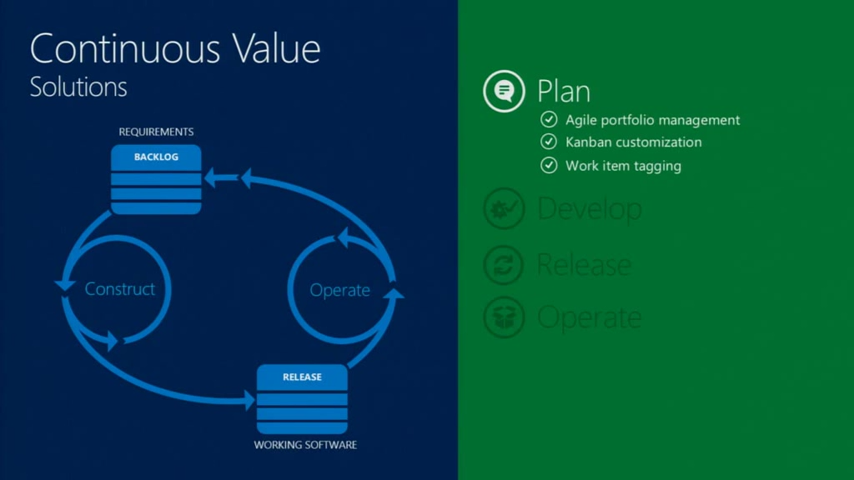 Continuous Value
Solutions
REQUIREMENTS
BACKLOG
Construct
Operate
RELEASE
WORKING SOFTWARE
Plan
Agile portfolio management
Kanban customization
Work item tagging
Develop
Release
Operate